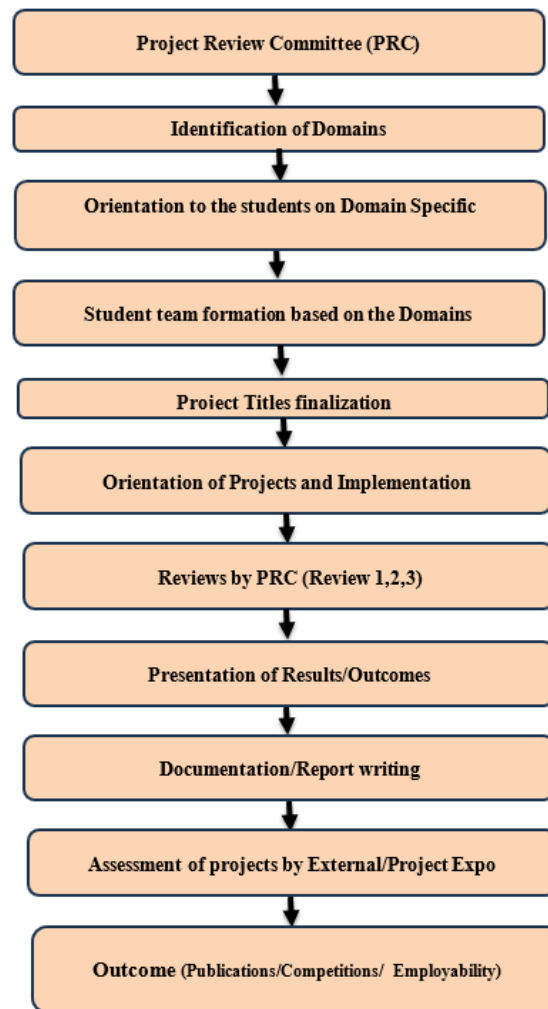 Project Review Committee (PRC)
Identification of Domains
Orientation to the students on Domain Specific
Student team formation based on the Domains
Project Titles finalization
Orientation of Projects and Implementation
Reviews by PRC (Review 1,2,3)
Presentation of Results/Outcomes
Documentation/Report writing
Assessment of projects by External/Project Expo
Outcome (Publications/Competitions/ Employability)